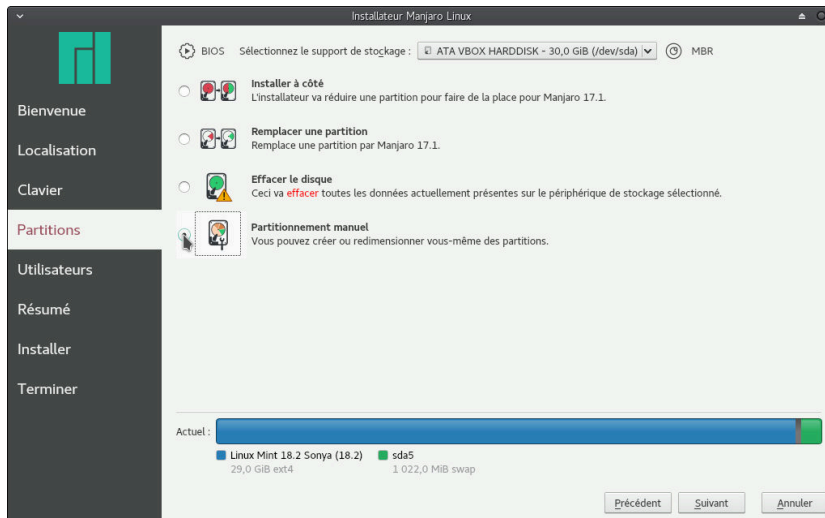 Installateur Manjaro Linux
BIOS Sélectionnez le support de stockage : ATA VBOX HARDDISK - 30,0 GiB (/dev/sda) MBR
Bienvenue
Localisation
Clavier
Partitions
Utilisateurs
Résumé
Installer
Terminer
Installer à côté
L'installateur va réduire une partition pour faire de la place pour Manjaro 17.1.
Remplacer une partition
Remplace une partition par Manjaro 17.1.
Effacer le disque
Ceci va effacer toutes les données actuellement présentes sur le périphérique de stockage sélectionné.
Partitionnement manuel
Vous pouvez créer ou redimensionner vous-même des partitions.
Actuel :
Linux Mint 18.2 Sonya (18.2) sda5
29,0 GiB ext4 1 022,0 MiB swap
Précédent Suivant Annuler